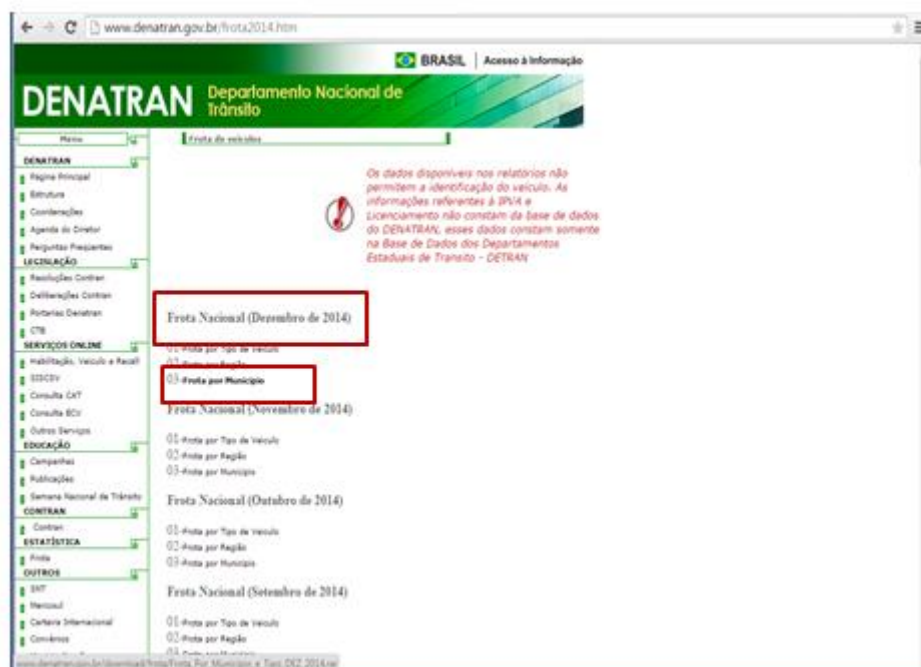 www.denatran.gov.br/frota2014.htm
BRASIL Acesso à Informação
DENATRAN Departamento Nacional de Trânsito
Menu
Frota de veículos
DENATRAN
Página Principal
Estrutura
Coordenações
Agenda do Diretor
Perguntas Freqüentes
LEGISLAÇÃO
Resoluções Contran
Deliberações Contran
Portarias Denatran
CTB
SERVIÇOS ONLINE
Habilitação, Veículo e Recall
SISCSV
Consulta CAT
Consulta ECV
Outros Serviços
EDUCAÇÃO
Campanhas
Publicações
Semana Nacional de Trânsito
CONTRAN
Contran
ESTATÍSTICA
Frota
OUTROS
SNT
Mercosul
Carteira Internacional
Convênios
Os dados disponíveis nos relatórios não
permitem a identificação do veículo. As
informações referentes à IPVA e
Licenciamento não constam da base de dados
do DENATRAN, esses dados constam somente
na Base de Dados dos Departamentos
Estaduais de Transito - DETRAN
Frota Nacional (Dezembro de 2014)
01-Frota por Tipo de Veículo
02-Frota por Região
03-Frota por Município
Frota Nacional (Novembro de 2014)
01-Frota por Tipo de Veículo
02-Frota por Região
03-Frota por Município
Frota Nacional (Outubro de 2014)
01-Frota por Tipo de Veículo
02-Frota por Região
03-Frota por Município
Frota Nacional (Setembro de 2014)
01-Frota por Tipo de Veículo
02-Frota por Região
03-Frota por Município